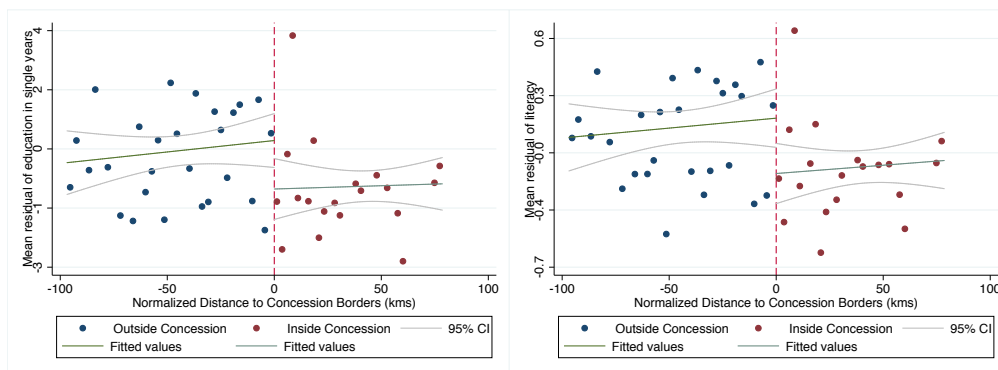 Mean residual of education in single years
4
2
0
-1
-3
-100
-50
0
50
100
Normalized Distance to Concession Borders (kms)
Outside Concession
Inside Concession
95% CI
Fitted values
Fitted values
Mean residual of literacy
0.6
0.3
-0.0
-0.4
-0.7
-100
-50
0
50
100
Normalized Distance to Concession Borders (kms)
Outside Concession
Inside Concession
95% CI
Fitted values
Fitted values